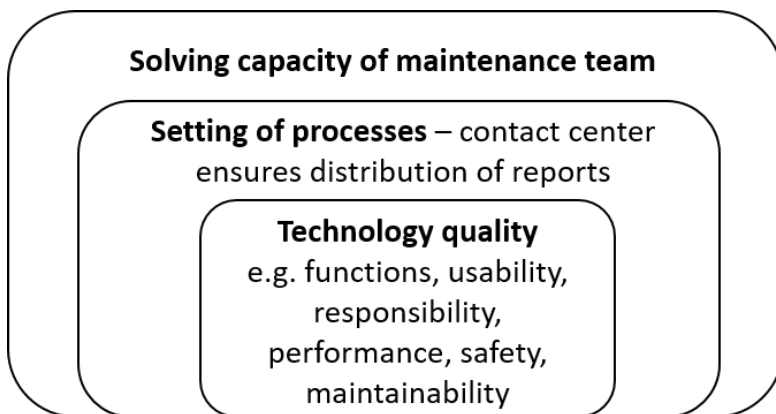 Solving capacity of maintenance team
Setting of processes – contact center
ensures distribution of reports
Technology quality
e.g. functions, usability,
responsibility,
performance, safety,
maintainability